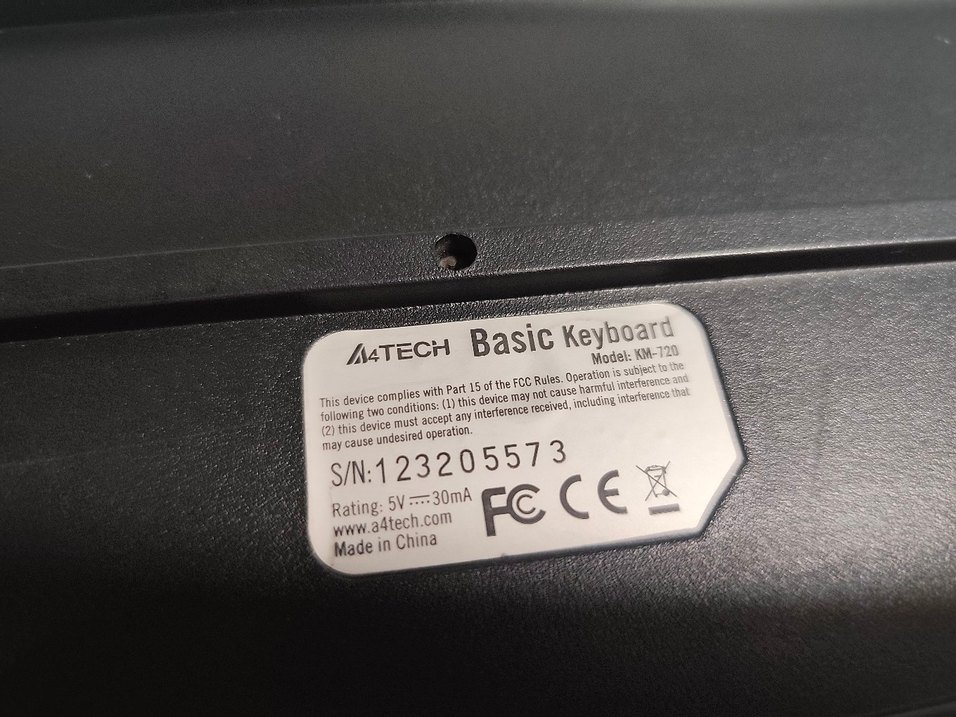 A4TECH Basic Keyboard
Model: KM-720
This device complies with Part 15 of the FCC Rules. Operation is subject to the
following two conditions: (1) this device may not cause harmful interference and
(2) this device must accept any interference received, including interference that
may cause undesired operation.
S/N:123205573
Rating: 5V⎓30mA
www.a4tech.com
Made in China
FC CE